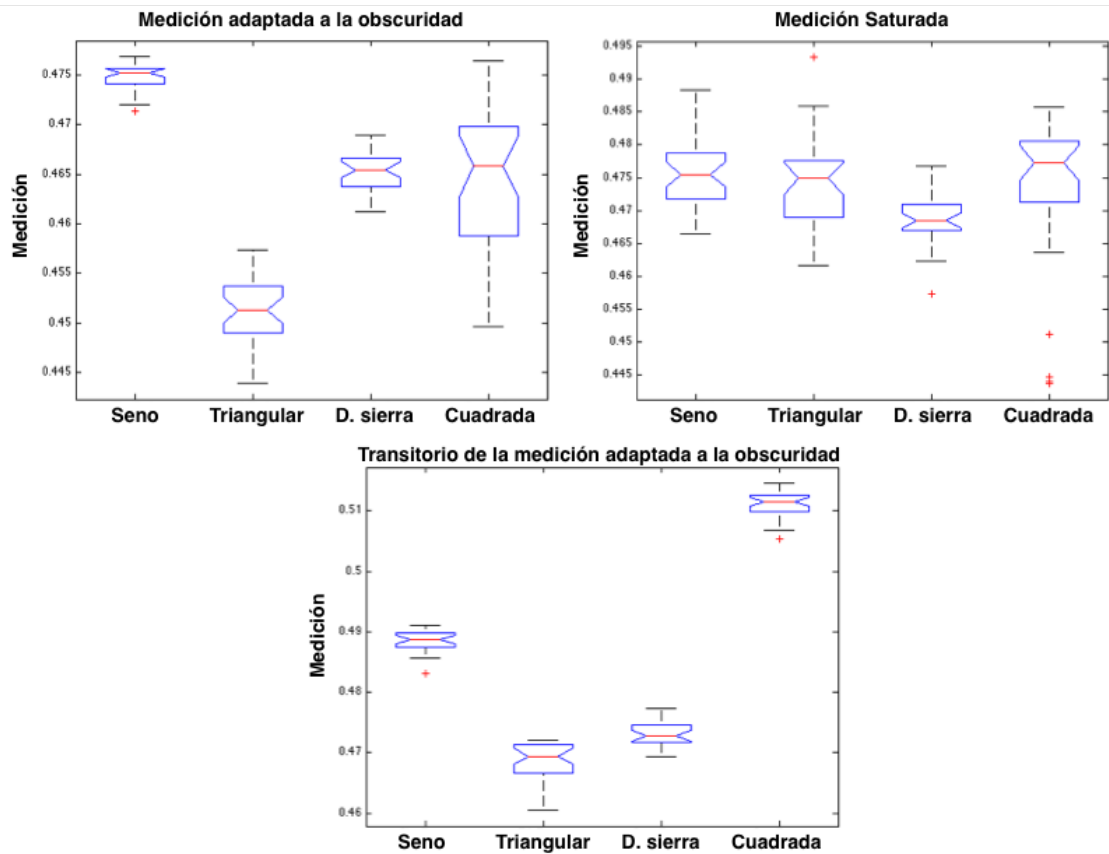 Medición adaptada a la obscuridad
Medición
0.475
0.47
0.465
0.46
0.455
0.45
0.445
Seno Triangular D. sierra Cuadrada
Medición Saturada
Medición
0.495
0.49
0.485
0.48
0.475
0.47
0.465
0.46
0.455
0.45
0.445
Seno Triangular D. sierra Cuadrada
Transitorio de la medición adaptada a la obscuridad
Medición
0.51
0.5
0.49
0.48
0.47
0.46
Seno Triangular D. sierra Cuadrada